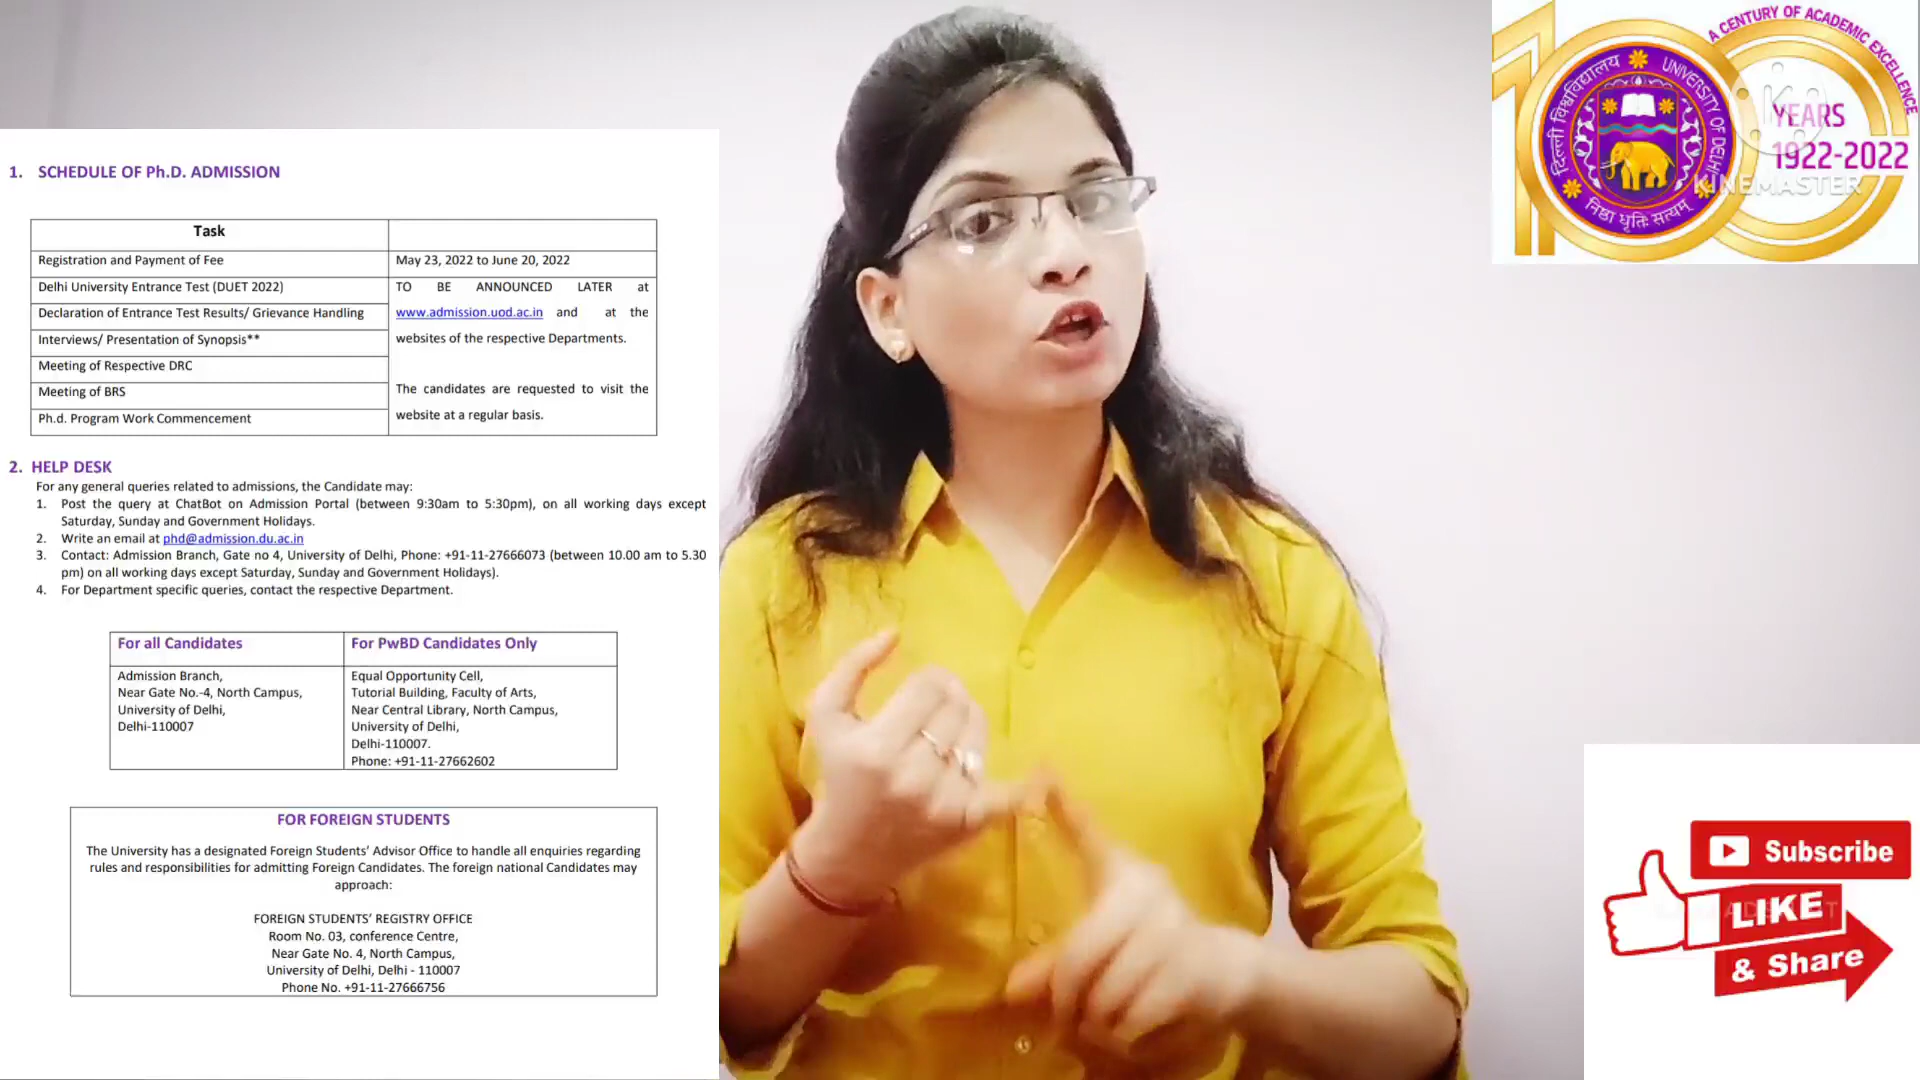 1. SCHEDULE OF Ph.D. ADMISSION
Task
Registration and Payment of Fee
May 23, 2022 to June 20, 2022
Delhi University Entrance Test (DUET 2022)
Declaration of Entrance Test Results/ Grievance Handling
Interviews/ Presentation of Synopsis**
Meeting of Respective DRC
Meeting of BRS
Ph.d. Program Work Commencement
TO BE ANNOUNCED LATER at
www.admission.uod.ac.in and at the
websites of the respective Departments.
The candidates are requested to visit the
website at a regular basis.
2. HELP DESK
For any general queries related to admissions, the Candidate may:
1. Post the query at ChatBot on Admission Portal (between 9:30am to 5:30pm), on all working days except
Saturday, Sunday and Government Holidays.
2. Write an email at phd@admission.du.ac.in
3. Contact: Admission Branch, Gate no 4, University of Delhi, Phone: +91-11-27666073 (between 10.00 am to 5.30
pm) on all working days except Saturday, Sunday and Government Holidays).
4. For Department specific queries, contact the respective Department.
For all Candidates
Admission Branch,
Near Gate No.-4, North Campus,
University of Delhi,
Delhi-110007
For PwBD Candidates Only
Equal Opportunity Cell,
Tutorial Building, Faculty of Arts,
Near Central Library, North Campus,
University of Delhi,
Delhi-110007.
Phone: +91-11-27662602
FOR FOREIGN STUDENTS
The University has a designated Foreign Students' Advisor Office to handle all enquiries regarding
rules and responsibilities for admitting Foreign Candidates. The foreign national Candidates may
approach:
FOREIGN STUDENTS' REGISTRY OFFICE
Room No. 03, conference Centre,
Near Gate No. 4, North Campus,
University of Delhi, Delhi - 110007
Phone No. +91-11-27666756
A CENTURY OF ACADEMIC EXCELLENCE
दिल्ली विश्वविद्यालय
UNIVERSITY OF DELHI
निष्ठा धृतिः सत्यम्
100
YEARS
1922-2022
K
KINEMASTER
Subscribe
LIKE
& Share